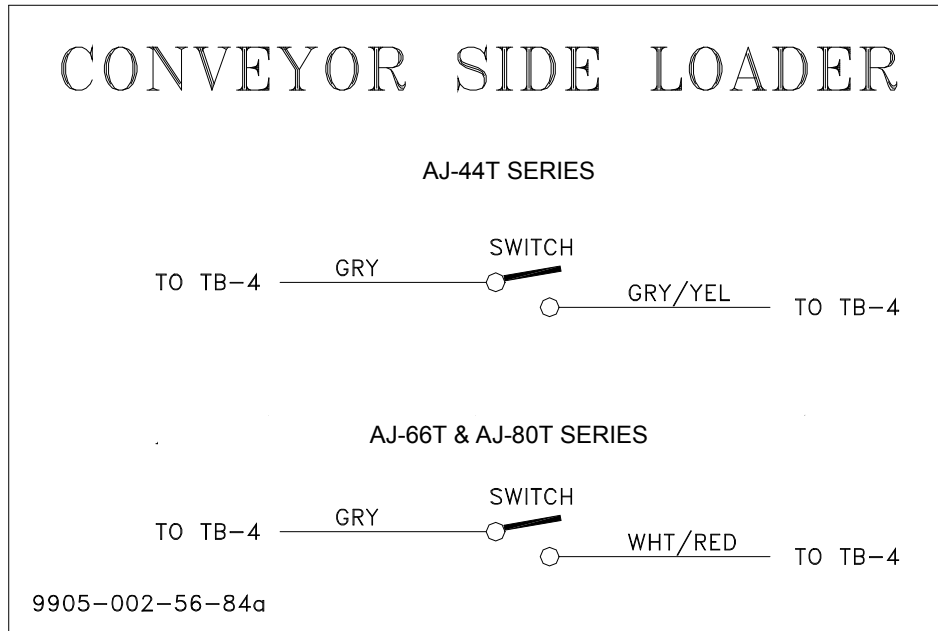 CONVEYOR SIDE LOADER
AJ-44T SERIES
SWITCH
TO TB-4 GRY GRY/YEL TO TB-4
AJ-66T & AJ-80T SERIES
SWITCH
TO TB-4 GRY WHT/RED TO TB-4
9905-002-56-84a